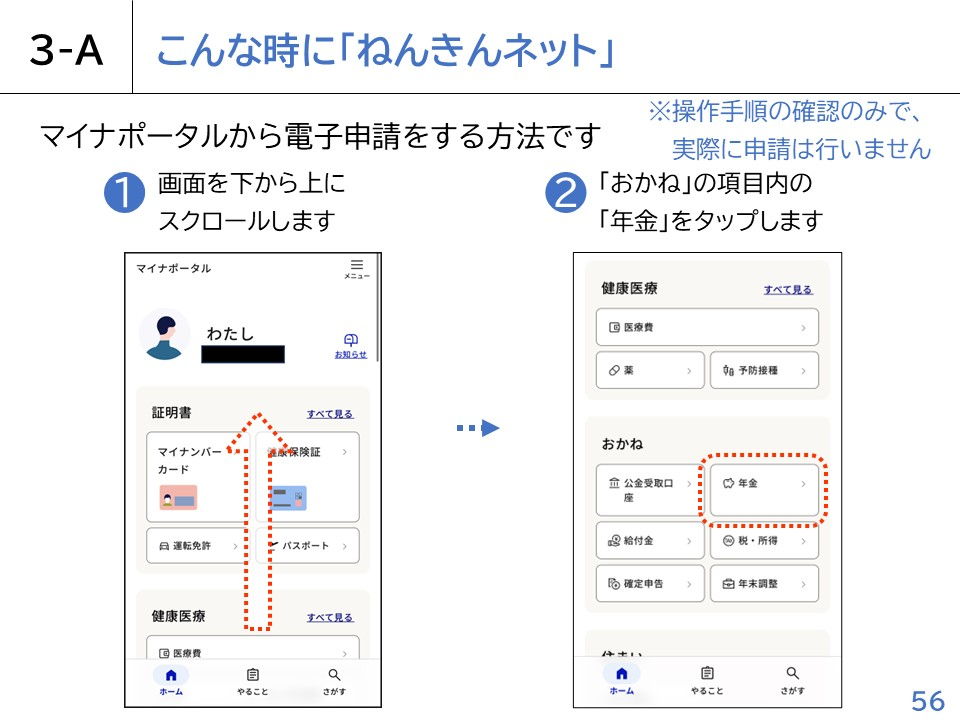 3-A
こんな時に「ねんきんネット」
マイナポータルから電子申請をする方法です
※操作手順の確認のみで、
実際に申請は行いません
1
画面を下から上に
スクロールします
マイナポータル
メニュー
わたし
お知らせ
証明書
すべて見る
マイナンバー
カード
健康保険証
運転免許
パスポート
健康医療
すべて見る
医療費
ホーム
やること
さがす
2
「おかね」の項目内の
「年金」をタップします
健康医療
すべて見る
医療費
薬
予防接種
おかね
公金受取口
座
年金
給付金
税・所得
確定申告
年末調整
住まい
ホーム
やること
さがす
56